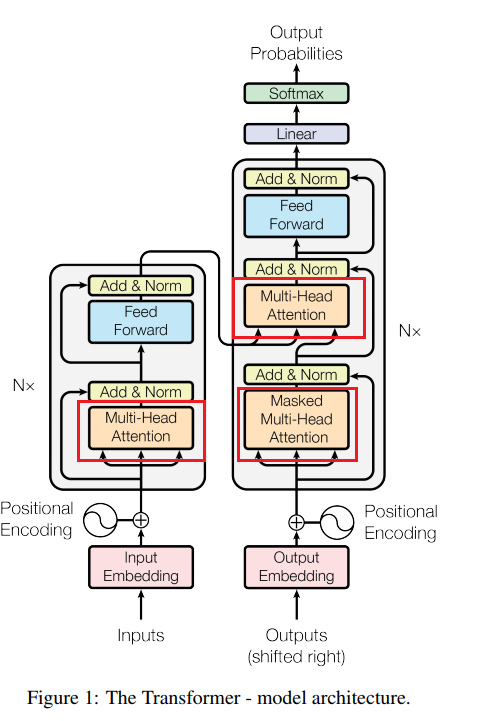 Output
Probabilities
Softmax
Linear
Add & Norm
Feed
Forward
Add & Norm
Multi-Head
Attention
Add & Norm
Masked
Multi-Head
Attention
N×
Add & Norm
Feed
Forward
Add & Norm
Multi-Head
Attention
N×
Positional
Encoding
Positional
Encoding
Input
Embedding
Output
Embedding
Inputs
Outputs
(shifted right)
Figure 1: The Transformer - model architecture.